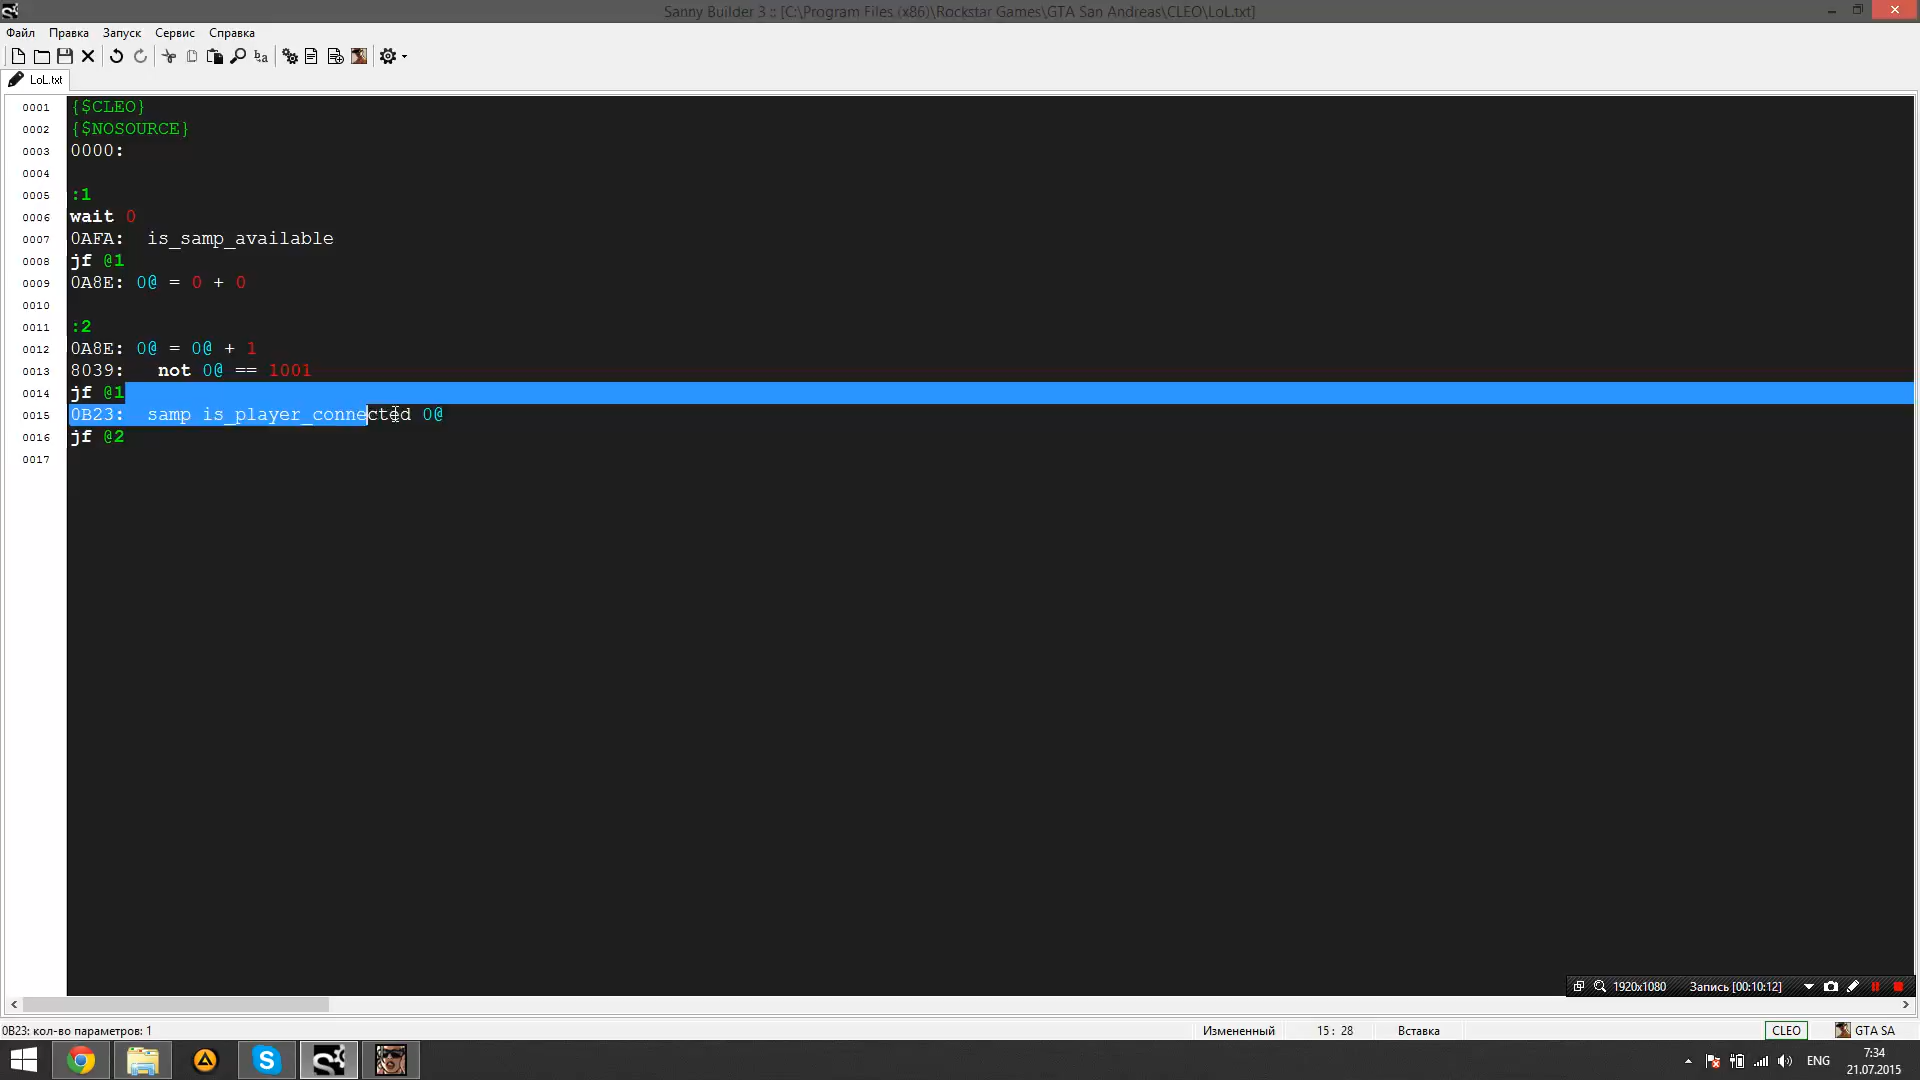 Sanny Builder 3 :: [C:\Program Files (x86)\Rockstar Games\GTA San Andreas\CLEO\LoL.txt]
Файл Правка Запуск Сервис Справка
LoL.txt
0001 {$CLEO}
0002 {$NOSOURCE}
0003 0000:
0004
0005 :1
0006 wait 0
0007 0AFA:  is_samp_available
0008 jf @1
0009 0A8E: 0@ = 0 + 0
0010
0011 :2
0012 0A8E: 0@ = 0@ + 1
0013 8039:   not 0@ == 1001
0014 jf @1
0015 0B23:  samp is_player_connected 0@
0016 jf @2
0017
1920x1080 Запись [00:10:12]
0B23: кол-во параметров: 1 Измененный 15: 28 Вставка CLEO GTA SA
ENG 7:34
21.07.2015